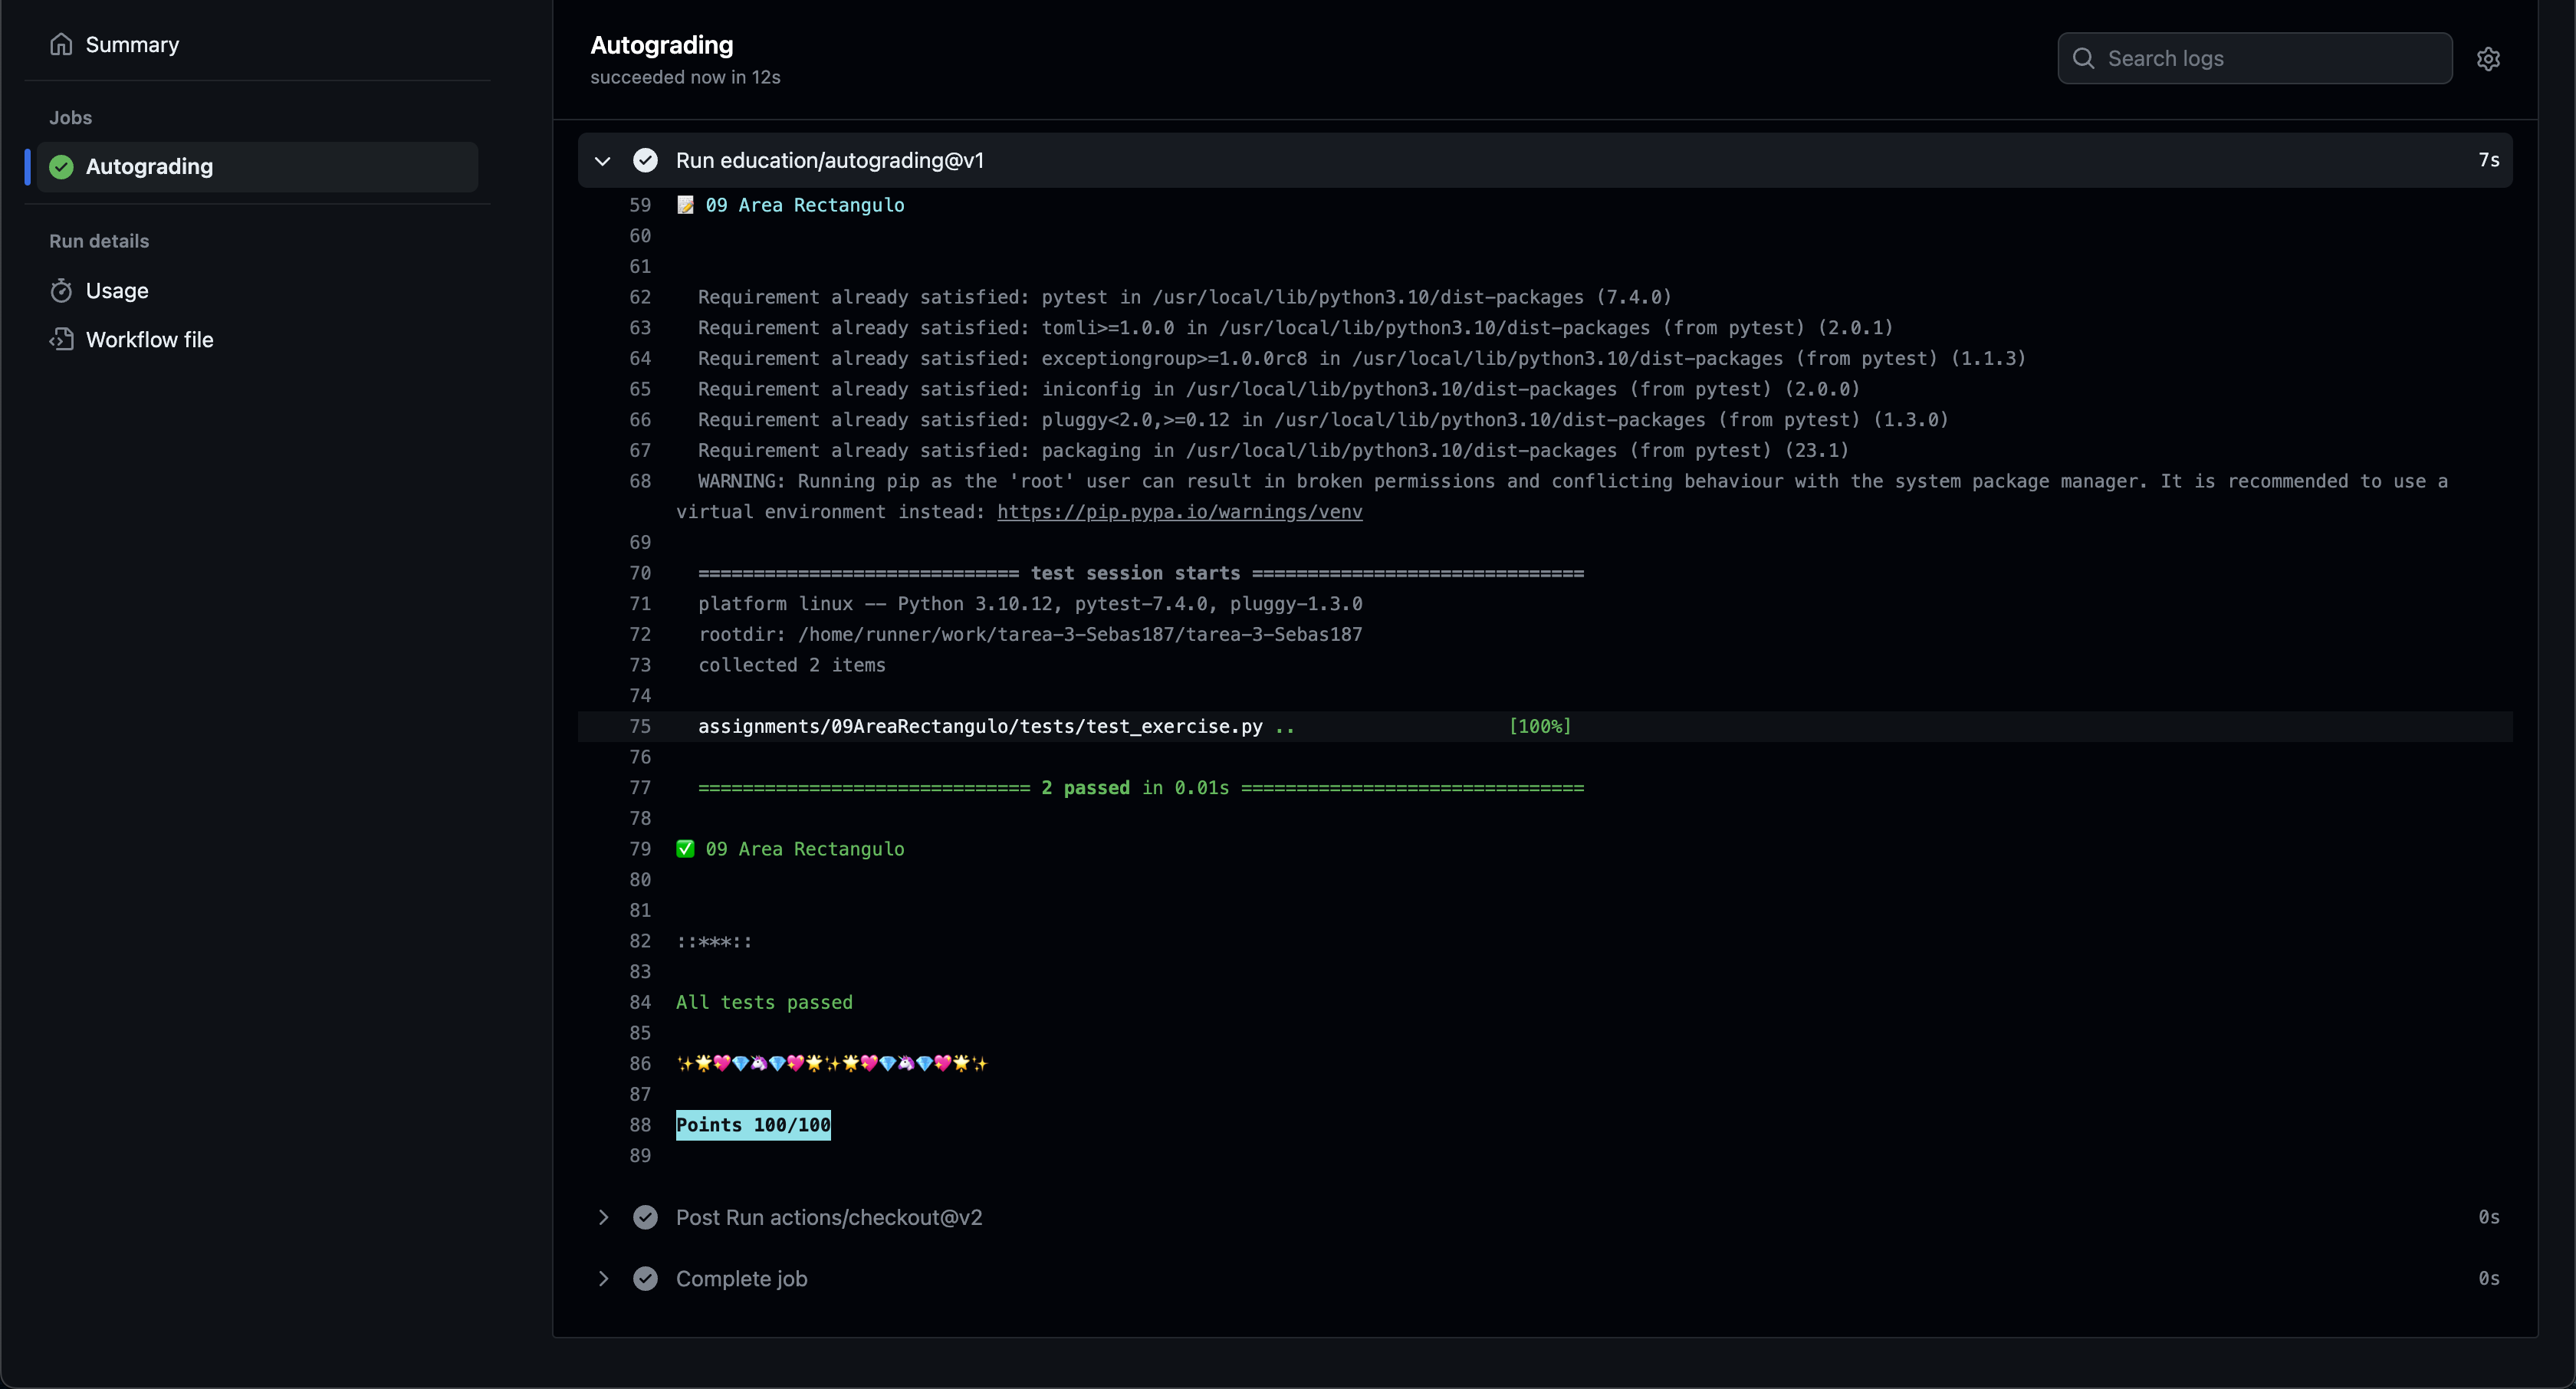 Summary
Jobs
Autograding
Run details
Usage
Workflow file
Autograding
succeeded now in 12s
Search logs
Run education/autograding@v1 7s
59 📝 09 Area Rectangulo
60
61
62 Requirement already satisfied: pytest in /usr/local/lib/python3.10/dist-packages (7.4.0)
63 Requirement already satisfied: tomli>=1.0.0 in /usr/local/lib/python3.10/dist-packages (from pytest) (2.0.1)
64 Requirement already satisfied: exceptiongroup>=1.0.0rc8 in /usr/local/lib/python3.10/dist-packages (from pytest) (1.1.3)
65 Requirement already satisfied: iniconfig in /usr/local/lib/python3.10/dist-packages (from pytest) (2.0.0)
66 Requirement already satisfied: pluggy<2.0,>=0.12 in /usr/local/lib/python3.10/dist-packages (from pytest) (1.3.0)
67 Requirement already satisfied: packaging in /usr/local/lib/python3.10/dist-packages (from pytest) (23.1)
68 WARNING: Running pip as the 'root' user can result in broken permissions and conflicting behaviour with the system package manager. It is recommended to use a
virtual environment instead: https://pip.pypa.io/warnings/venv
69
70 ============================= test session starts ==============================
71 platform linux -- Python 3.10.12, pytest-7.4.0, pluggy-1.3.0
72 rootdir: /home/runner/work/tarea-3-Sebas187/tarea-3-Sebas187
73 collected 2 items
74
75 assignments/09AreaRectangulo/tests/test_exercise.py .. [100%]
76
77 ============================== 2 passed in 0.01s ===============================
78
79 ✅ 09 Area Rectangulo
80
81
82 ::***::
83
84 All tests passed
85
86 ✨🌟💖💎🦄💎💖🌟✨🌟💖💎🦄💎💖🌟✨
87
88 Points 100/100
89
Post Run actions/checkout@v2 0s
Complete job 0s